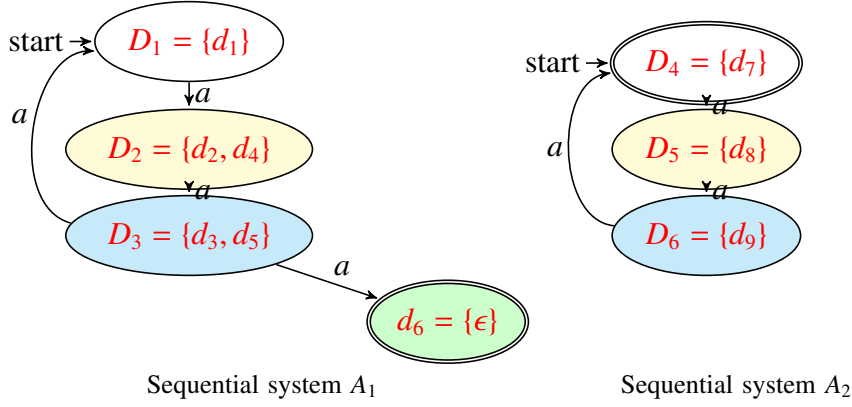 start
D₁ = {d₁}
a
a
D₂ = {d₂, d₄}
a
D₃ = {d₃, d₅}
a
d₆ = {ϵ}
Sequential system A₁
start
D₄ = {d₇}
a
a
D₅ = {d₈}
a
D₆ = {d₉}
Sequential system A₂